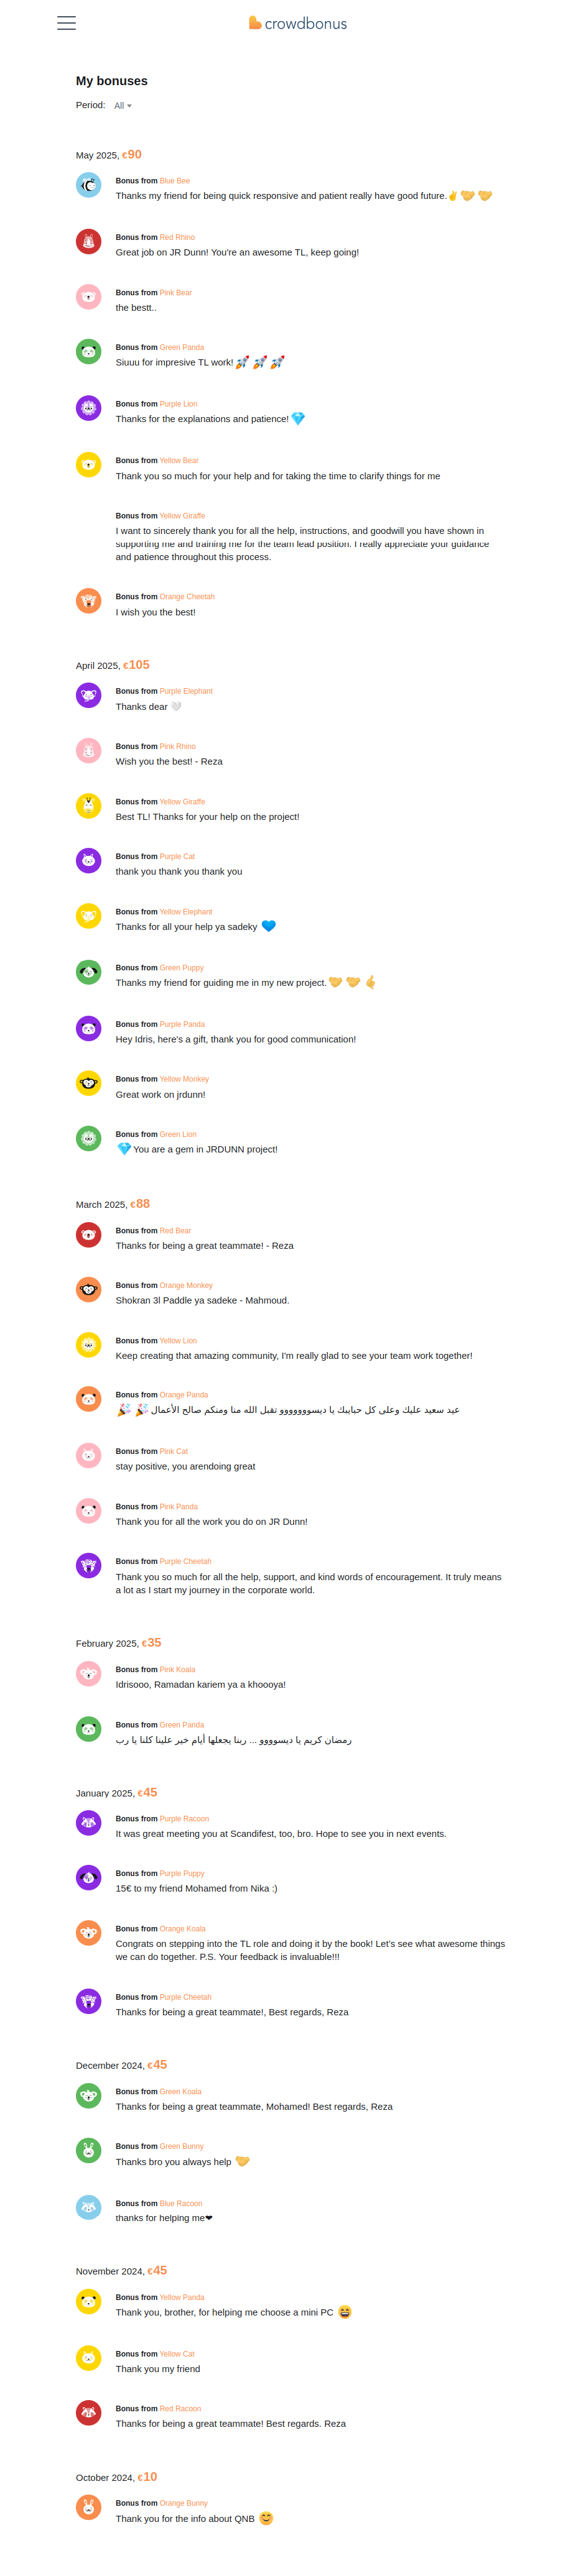 crowdbonus
My bonuses
Period: All
May 2025, €90
Bonus from Blue Bee
Thanks my friend for being quick responsive and patient really have good future.✌🤝 🤝
Bonus from Red Rhino
Great job on JR Dunn! You're an awesome TL, keep going!
Bonus from Pink Bear
the bestt..
Bonus from Green Panda
Siuuu for impresive TL work! 🚀 🚀 🚀
Bonus from Purple Lion
Thanks for the explanations and patience! 💎
Bonus from Yellow Bear
Thank you so much for your help and for taking the time to clarify things for me
Bonus from Yellow Giraffe
I want to sincerely thank you for all the help, instructions, and goodwill you have shown in
supporting me and training me for the team lead position. I really appreciate your guidance
and patience throughout this process.
Bonus from Orange Cheetah
I wish you the best!
April 2025, €105
Bonus from Purple Elephant
Thanks dear 🤍
Bonus from Pink Rhino
Wish you the best! - Reza
Bonus from Yellow Giraffe
Best TL! Thanks for your help on the project!
Bonus from Purple Cat
thank you thank you thank you
Bonus from Yellow Elephant
Thanks for all your help ya sadeky 💙
Bonus from Green Puppy
Thanks my friend for guiding me in my new project. 🤝 🤝 🤙
Bonus from Purple Panda
Hey Idris, here's a gift, thank you for good communication!
Bonus from Yellow Monkey
Great work on jrdunn!
Bonus from Green Lion
💎 You are a gem in JRDUNN project!
March 2025, €88
Bonus from Red Bear
Thanks for being a great teammate! - Reza
Bonus from Orange Monkey
Shokran 3l Paddle ya sadeke - Mahmoud.
Bonus from Yellow Lion
Keep creating that amazing community, I'm really glad to see your team work together!
Bonus from Orange Panda
عيد سعيد عليك وعلى كل حبايبك يا ديسوووووووو تقبل الله منا ومنكم صالح الأعمال 🎉 🎉
Bonus from Pink Cat
stay positive, you arendoing great
Bonus from Pink Panda
Thank you for all the work you do on JR Dunn!
Bonus from Purple Cheetah
Thank you so much for all the help, support, and kind words of encouragement. It truly means
a lot as I start my journey in the corporate world.
February 2025, €35
Bonus from Pink Koala
Idrisooo, Ramadan kariem ya a khoooya!
Bonus from Green Panda
رمضان كريم يا ديسوووو ... ربنا يجعلها أيام خير علينا كلنا يا رب
January 2025, €45
Bonus from Purple Racoon
It was great meeting you at Scandifest, too, bro. Hope to see you in next events.
Bonus from Purple Puppy
15€ to my friend Mohamed from Nika :)
Bonus from Orange Koala
Congrats on stepping into the TL role and doing it by the book! Let's see what awesome things
we can do together. P.S. Your feedback is invaluable!!!
Bonus from Purple Cheetah
Thanks for being a great teammate!, Best regards, Reza
December 2024, €45
Bonus from Green Koala
Thanks for being a great teammate, Mohamed! Best regards, Reza
Bonus from Green Bunny
Thanks bro you always help 🤝
Bonus from Blue Racoon
thanks for helping me❤
November 2024, €45
Bonus from Yellow Panda
Thank you, brother, for helping me choose a mini PC 😄
Bonus from Yellow Cat
Thank you my friend
Bonus from Red Racoon
Thanks for being a great teammate! Best regards. Reza
October 2024, €10
Bonus from Orange Bunny
Thank you for the info about QNB 😊